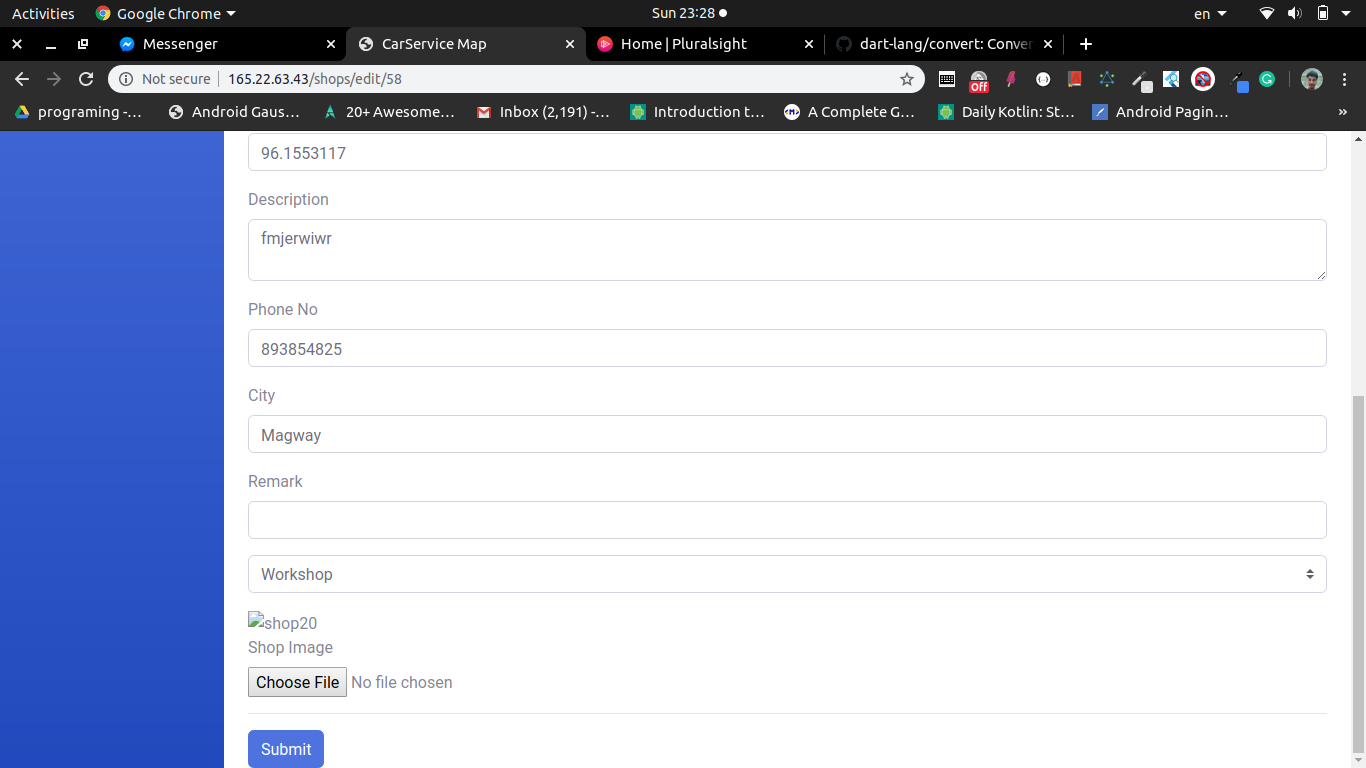 Activities Google Chrome Sun 23:28 en
Messenger CarService Map Home | Pluralsight dart-lang/convert: Conver
Not secure 165.22.63.43/shops/edit/58 Off
programing -... Android Gaus... 20+ Awesome... Inbox (2,191) -... Introduction t... A Complete G... Daily Kotlin: St... Android Pagin... »
96.1553117
Description
fmjerwiwr
Phone No
893854825
City
Magway
Remark
Workshop
shop20
Shop Image
Choose File No file chosen
Submit